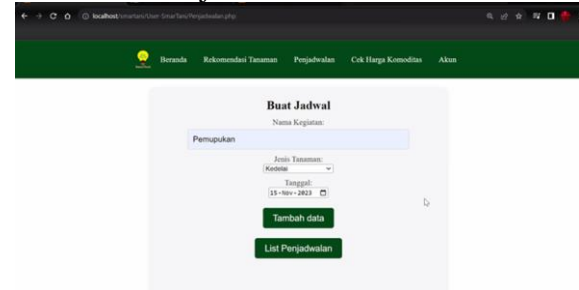 localhost/smartani/User-SmarTani/Penjadwalan.php
Beranda Rekomendasi Tanaman Penjadwalan Cek Harga Komoditas Akun
Buat Jadwal
Nama Kegiatan:
Pemupukan
Jenis Tanaman:
Kedelai
Tanggal:
15-Nov-2023
Tambah data
List Penjadwalan